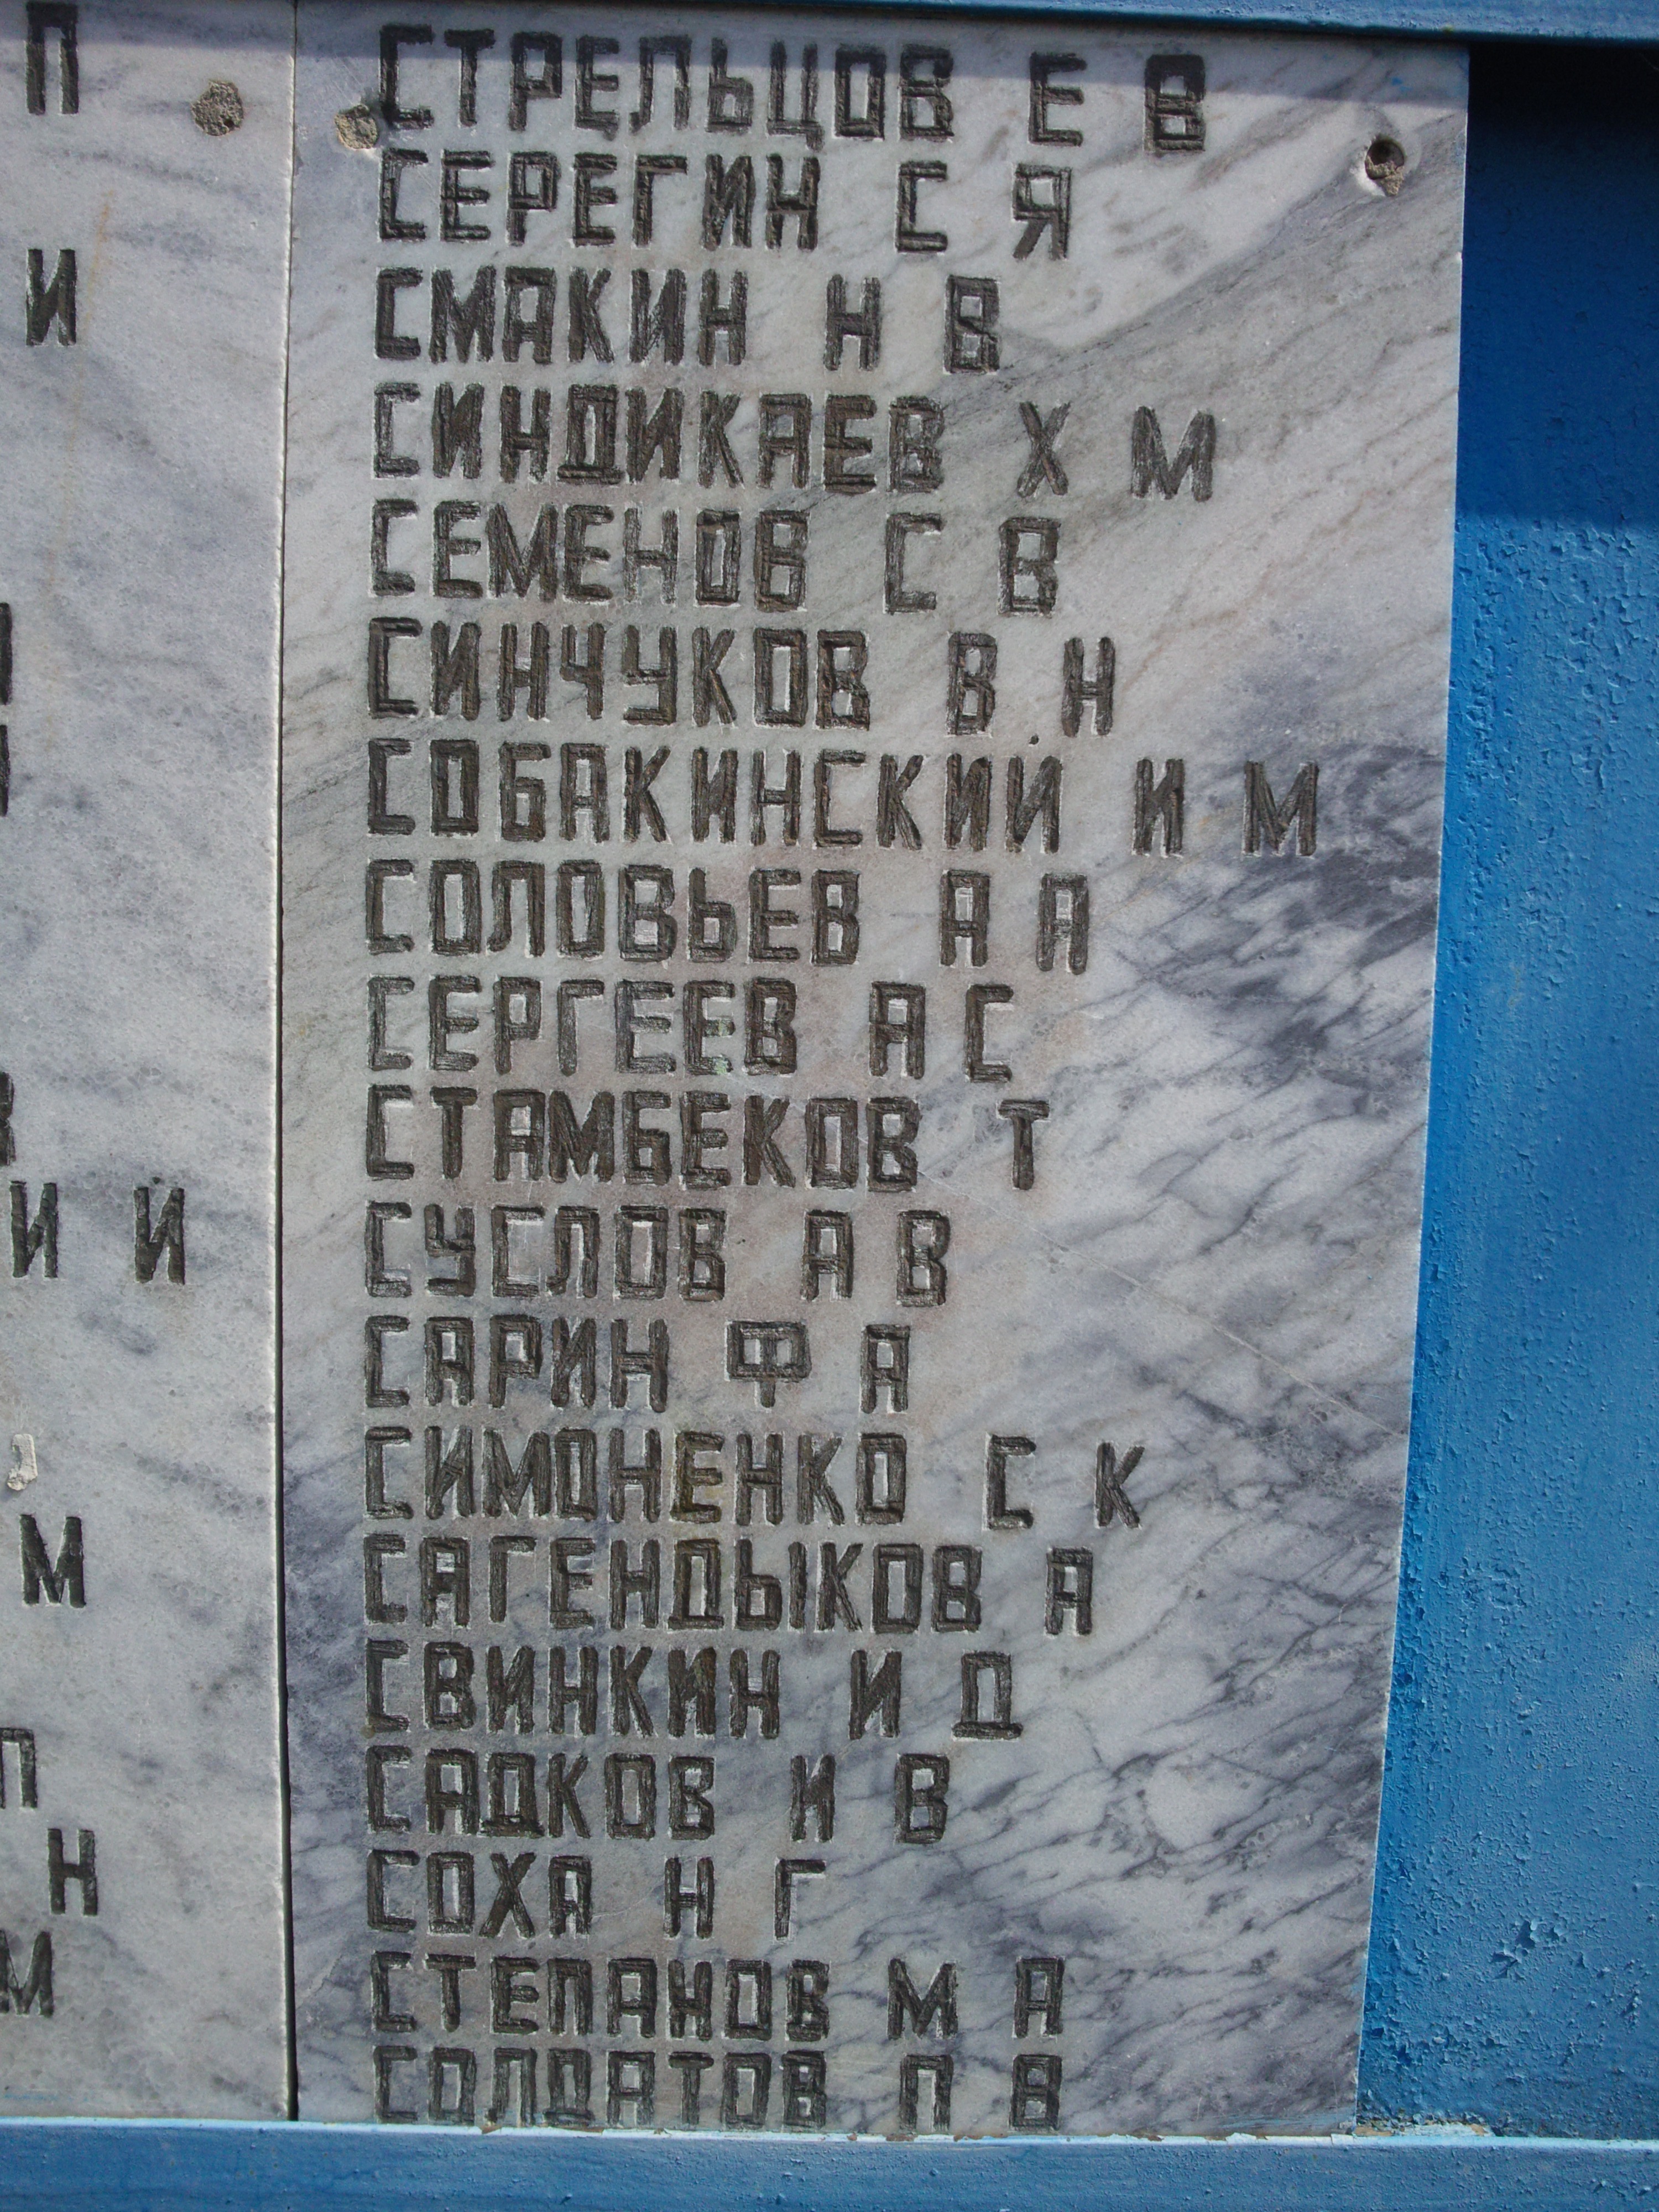 СТРЕЛЬЦОВ Е В
СЕРЕГИН С Я
СМАКИН Н В
СИНДИКАЕВ Х М
СЕМЕНОВ С В
СИНЧУКОВ В Н
СОБАКИНСКИЙ И М
СОЛОВЬЕВ А А
СЕРГЕЕВ А С
СТАМБЕКОВ Т
СУСЛОВ А В
САРИН Ф А
СИМОНЕНКО С К
САГЕНДЫКОВ А
СВИНКИН И Д
САДКОВ И В
СОХА Н Г
СТЕПАНОВ М А
СОЛДАТОВ П В